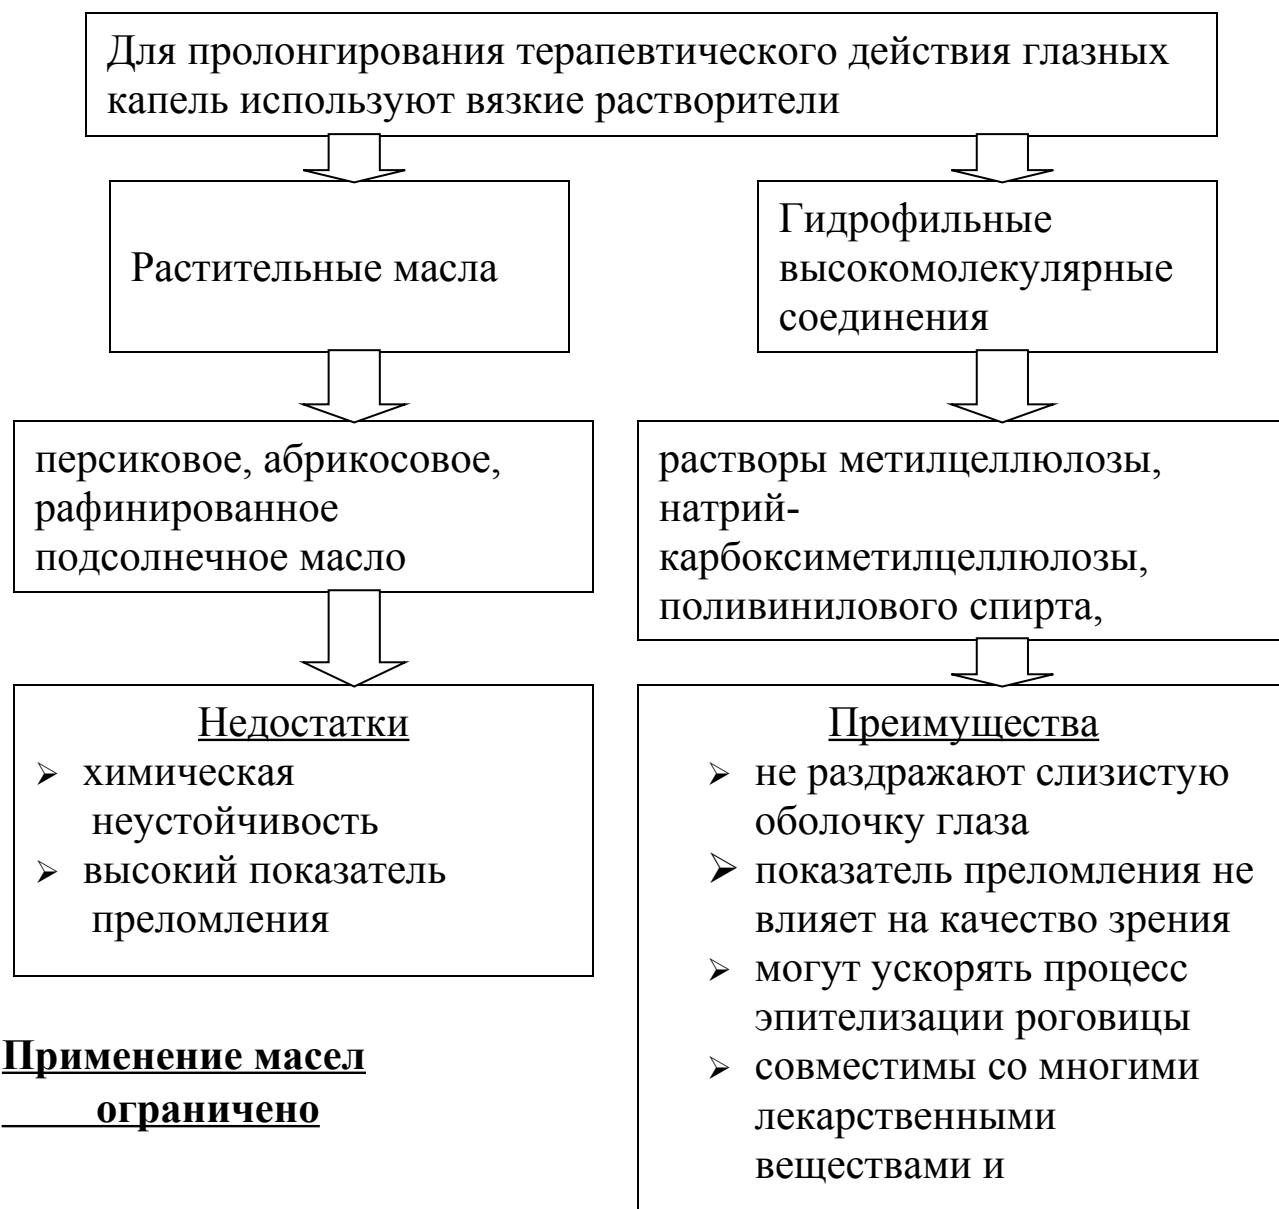 Для пролонгирования терапевтического действия глазных
капель используют вязкие растворители
Растительные масла
Гидрофильные
высокомолекулярные
соединения
персиковое, абрикосовое,
рафинированное
подсолнечное масло
растворы метилцеллюлозы,
натрий-
карбоксиметилцеллюлозы,
поливинилового спирта,
Недостатки
➢ химическая
неустойчивость
➢ высокий показатель
преломления
Применение масел
ограничено
Преимущества
➢ не раздражают слизистую
оболочку глаза
➢ показатель преломления не
влияет на качество зрения
➢ могут ускорять процесс
эпителизации роговицы
➢ совместимы со многими
лекарственными
веществами и